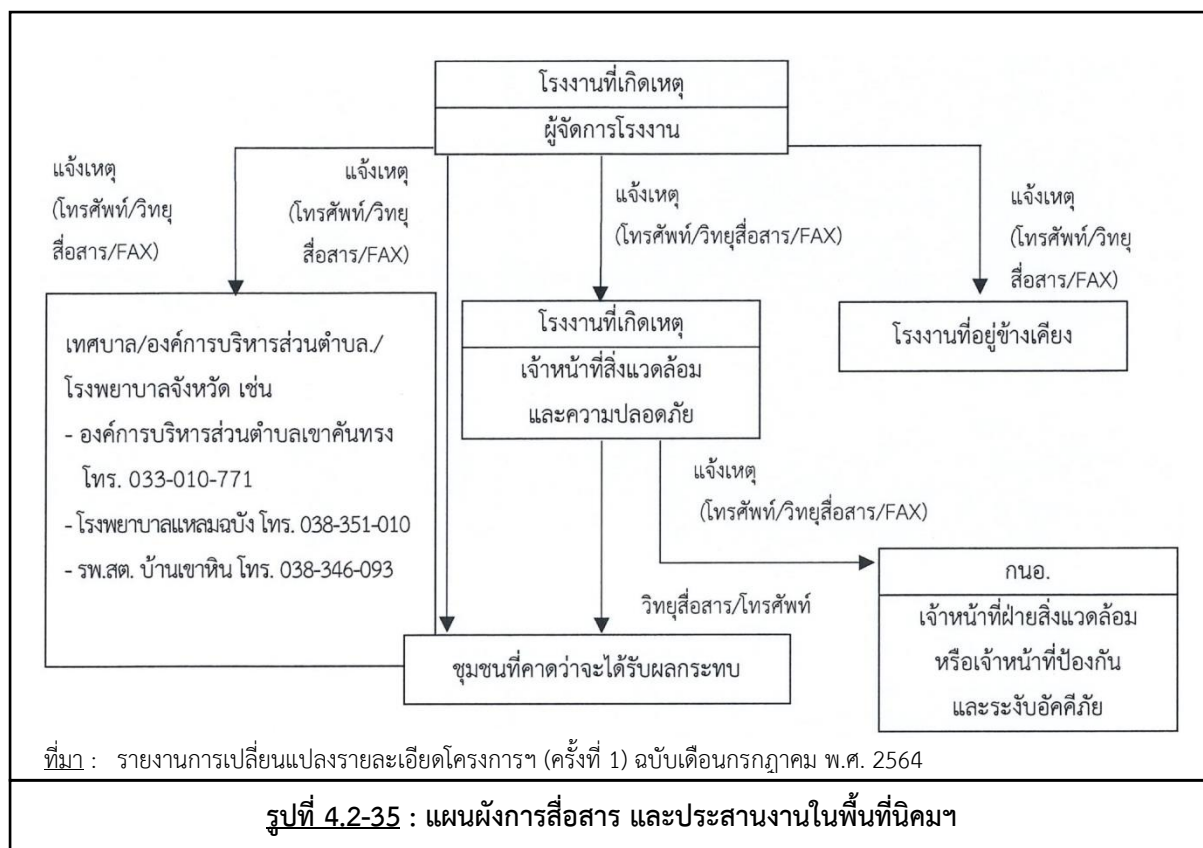 โรงงานที่เกิดเหตุ
ผู้จัดการโรงงาน
แจ้งเหตุ
(โทรศัพท์/วิทยุ
สื่อสาร/FAX)
แจ้งเหตุ
(โทรศัพท์/วิทยุ
สื่อสาร/FAX)
แจ้งเหตุ
(โทรศัพท์/วิทยุสื่อสาร/FAX)
แจ้งเหตุ
(โทรศัพท์/วิทยุ
สื่อสาร/FAX)
เทศบาล/องค์การบริหารส่วนตำบล./
โรงพยาบาลจังหวัด เช่น
- องค์การบริหารส่วนตำบลเขาคันทรง
โทร. 033-010-771
- โรงพยาบาลแหลมฉบัง โทร. 038-351-010
- รพ.สต. บ้านเขาหิน โทร. 038-346-093
โรงงานที่เกิดเหตุ
เจ้าหน้าที่สิ่งแวดล้อม
และความปลอดภัย
โรงงานที่อยู่ข้างเคียง
แจ้งเหตุ
(โทรศัพท์/วิทยุสื่อสาร/FAX)
วิทยุสื่อสาร/โทรศัพท์
กนอ.
เจ้าหน้าที่ฝ่ายสิ่งแวดล้อม
หรือเจ้าหน้าที่ป้องกัน
และระงับอัคคีภัย
ชุมชนที่คาดว่าจะได้รับผลกระทบ
ที่มา : รายงานการเปลี่ยนแปลงรายละเอียดโครงการฯ (ครั้งที่ 1) ฉบับเดือนกรกฎาคม พ.ศ. 2564
รูปที่ 4.2-35 : แผนผังการสื่อสาร และประสานงานในพื้นที่นิคมฯ